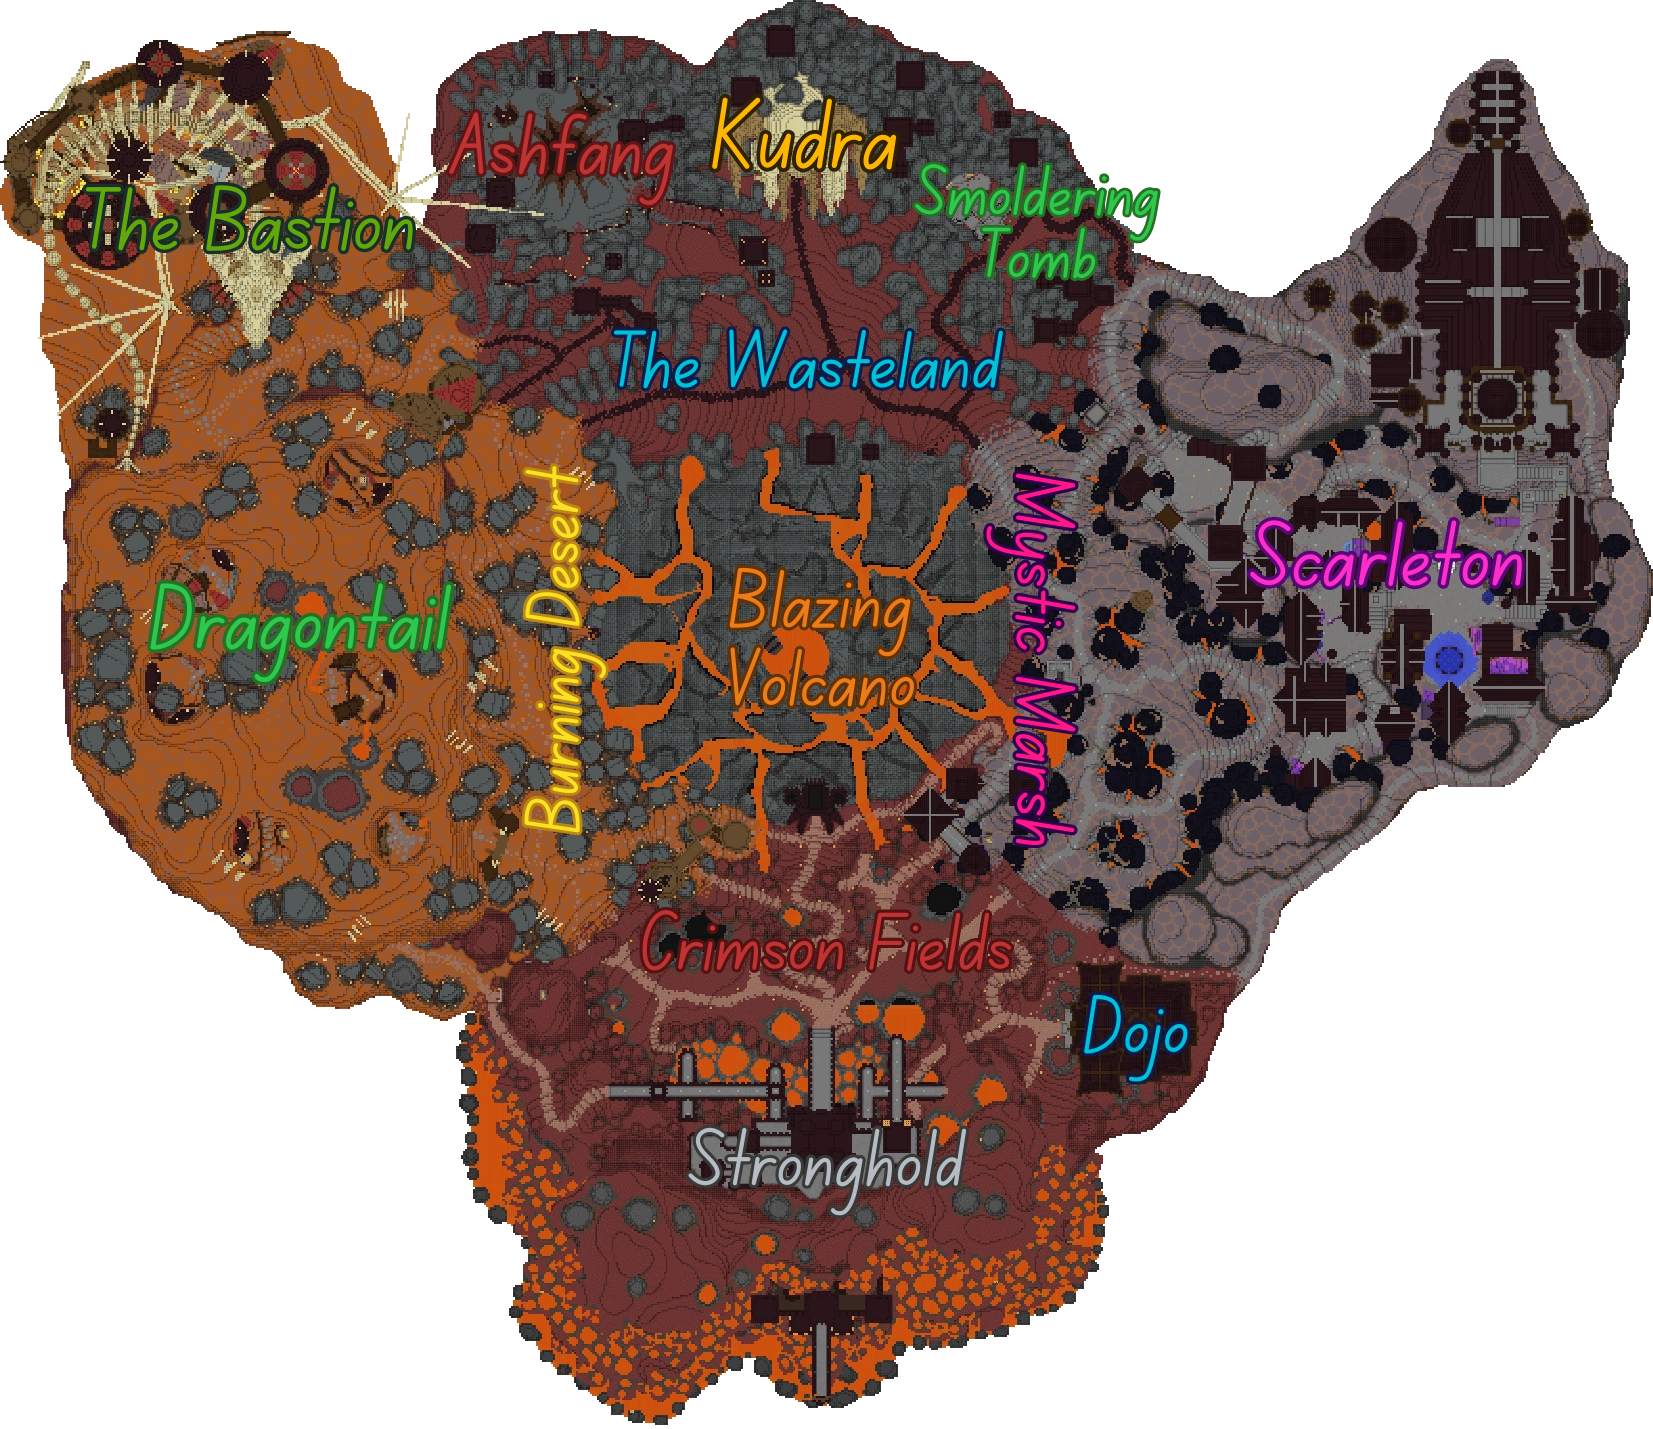 Ashfang
Kudra
Smoldering
Tomb
The Bastion
The Wasteland
Burning Desert
Mystic Marsh
Scarleton
Dragontail
Blazing
Volcano
Crimson Fields
Dojo
Stronghold